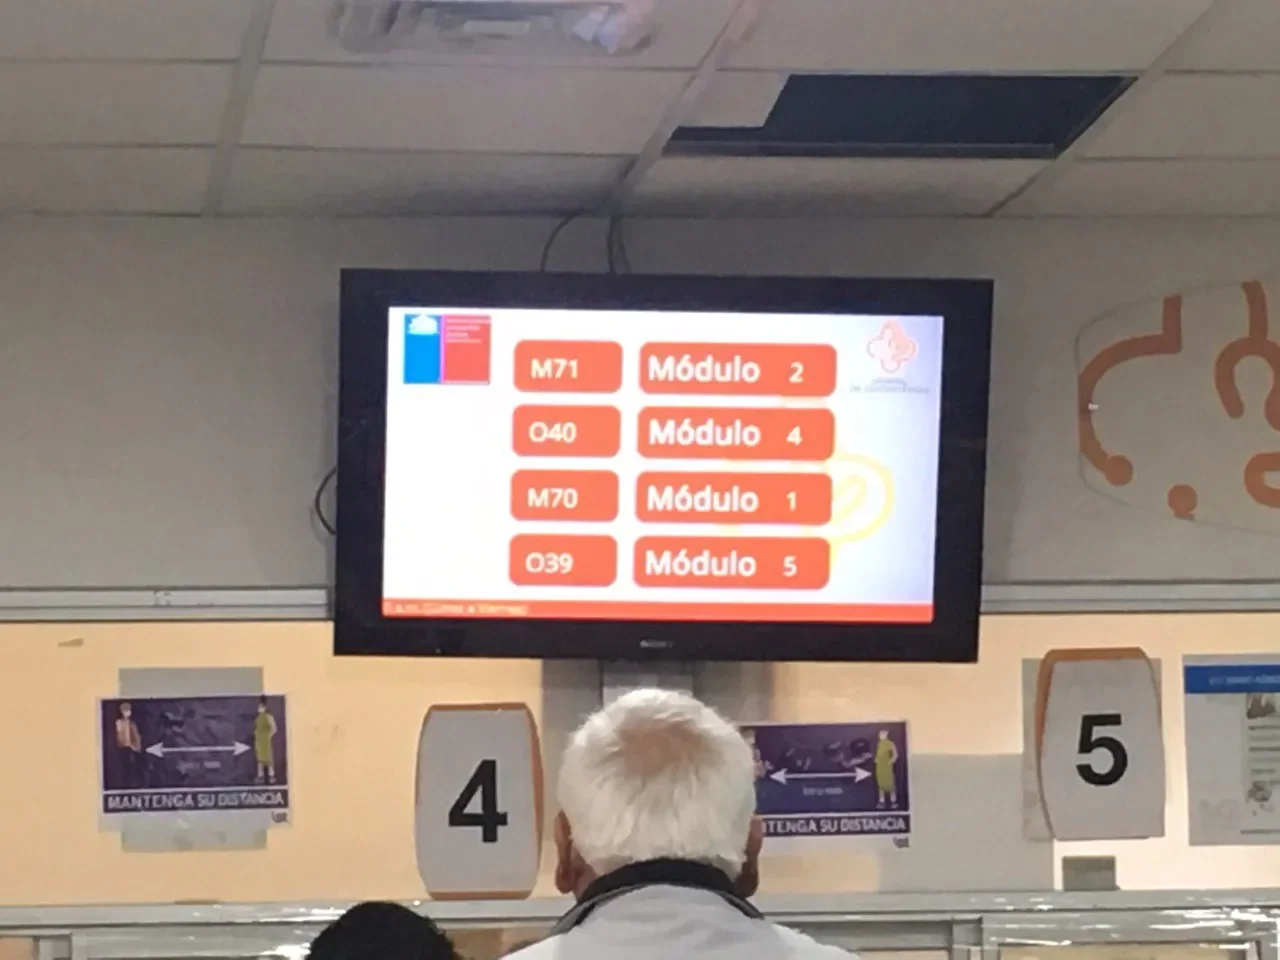 M71 Módulo 2
O40 Módulo 4
M70 Módulo 1
O39 Módulo 5
MANTENGA SU DISTANCIA
4
TENGA SU DISTANCIA
5